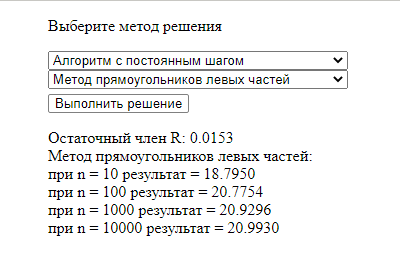 Выберите метод решения
Алгоритм с постоянным шагом
Метод прямоугольников левых частей
Выполнить решение
Остаточный член R: 0.0153
Метод прямоугольников левых частей:
при n = 10 результат = 18.7950
при n = 100 результат = 20.7754
при n = 1000 результат = 20.9296
при n = 10000 результат = 20.9930